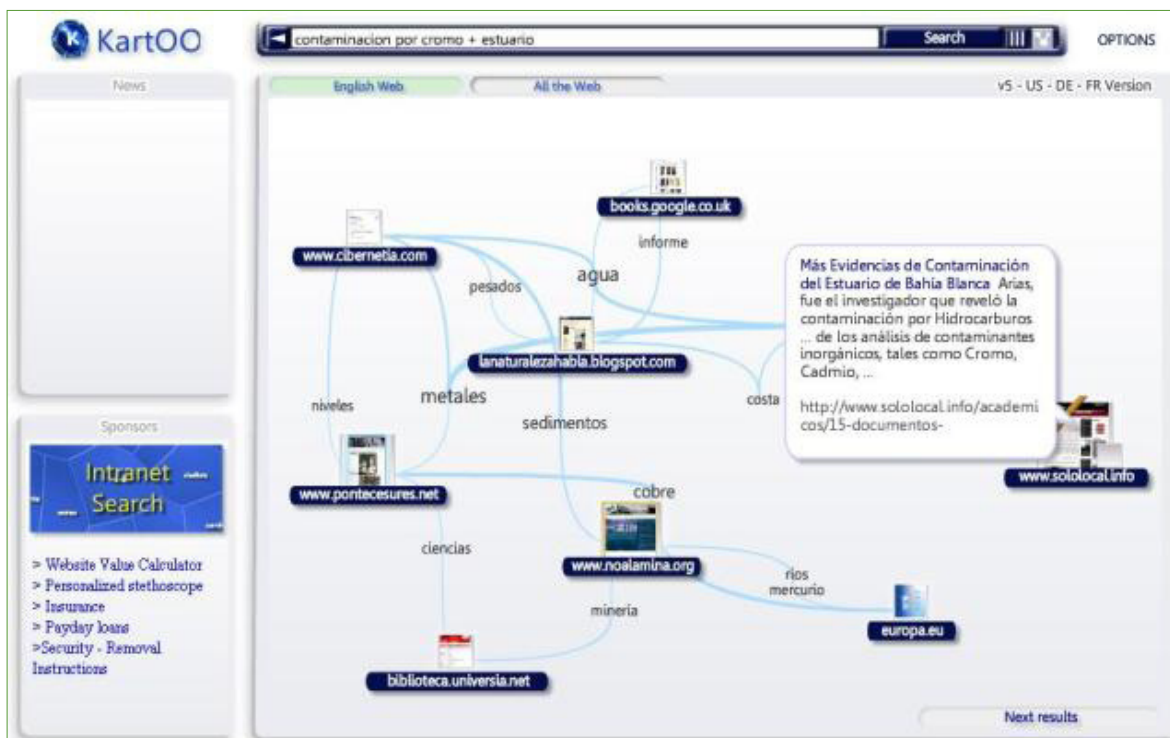 K KartOO
contaminacion por cromo + estuario
Search
OPTIONS
News
English Web
All the Web
v5 - US - DE - FR Version
books.google.co.uk
informe
www.cibernetia.com
agua
pesados
Más Evidencias de Contaminación
del Estuario de Bahía Blanca Arias,
fue el investigador que reveló la
contaminación por Hidrocarburos
... de los análisis de contaminantes
inorgánicos, tales como Cromo,
Cadmio, ...
http://www.sololocal.info/academi
cos/15-documentos-
lanaturalezahabla.blogspot.com
niveles
metales
costa
sedimentos
www.sololocal.info
www.pontecesures.net
cobre
ciencias
www.noalamina.org
rios
mercurio
minería
europa.eu
biblioteca.universia.net
Next results
Sponsors
Intranet
Search
> Website Value Calculator
> Personalized stethoscope
> Insurance
> Payday loans
>Security - Removal
Instructions